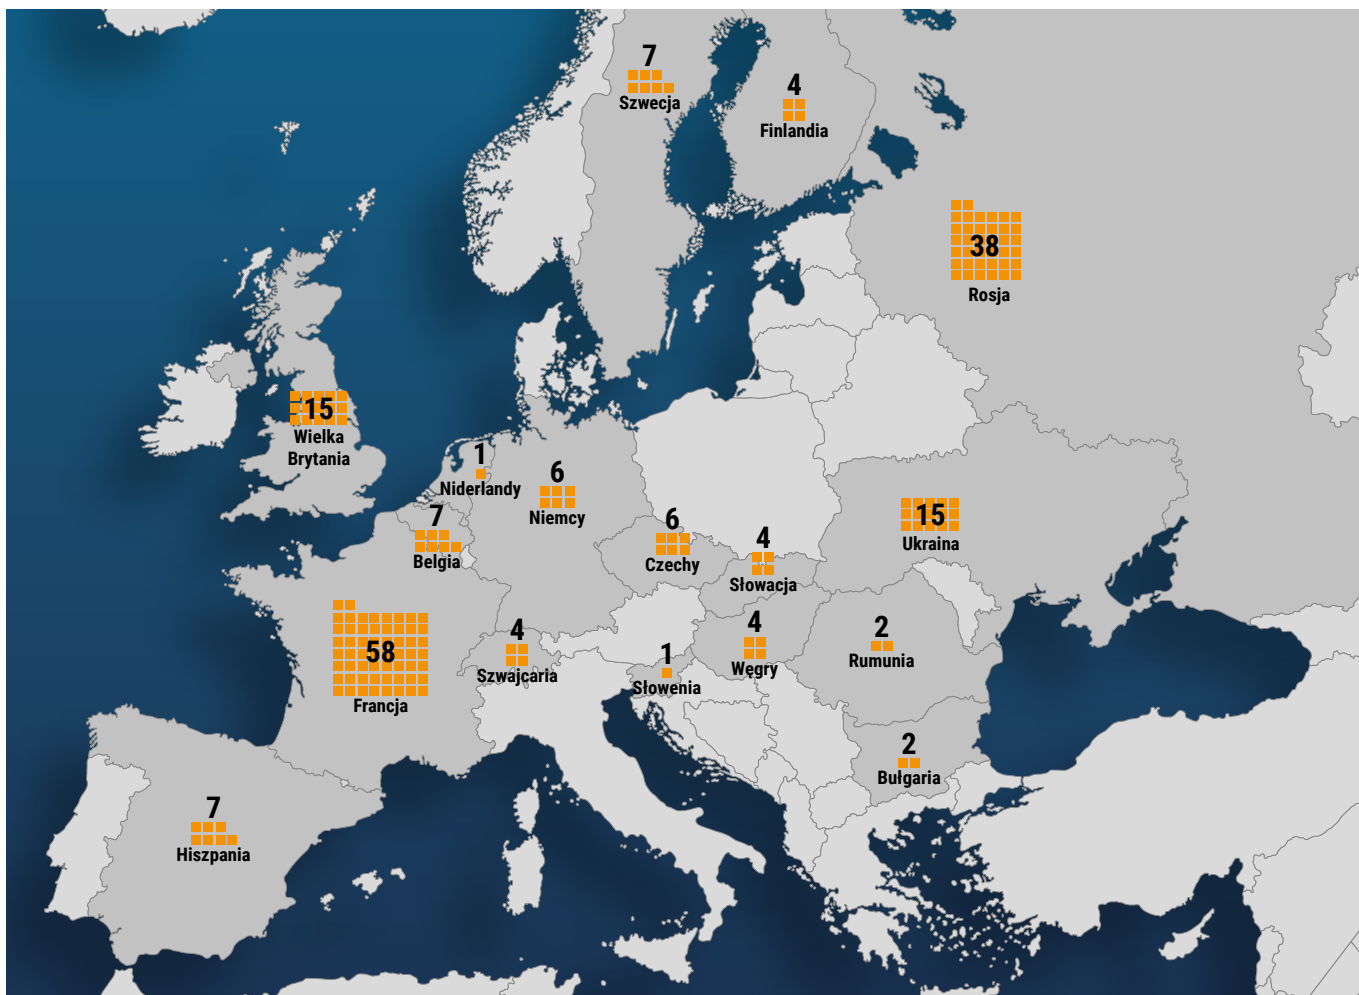 7
Szwecja
4
Finlandia
38
Rosja
15
Wielka
Brytania
1
Niderlandy
6
Niemcy
7
Belgia
6
Czechy
4
Słowacja
15
Ukraina
58
Francja
4
Szwajcaria
1
Słowenia
4
Węgry
2
Rumunia
2
Bułgaria
7
Hiszpania